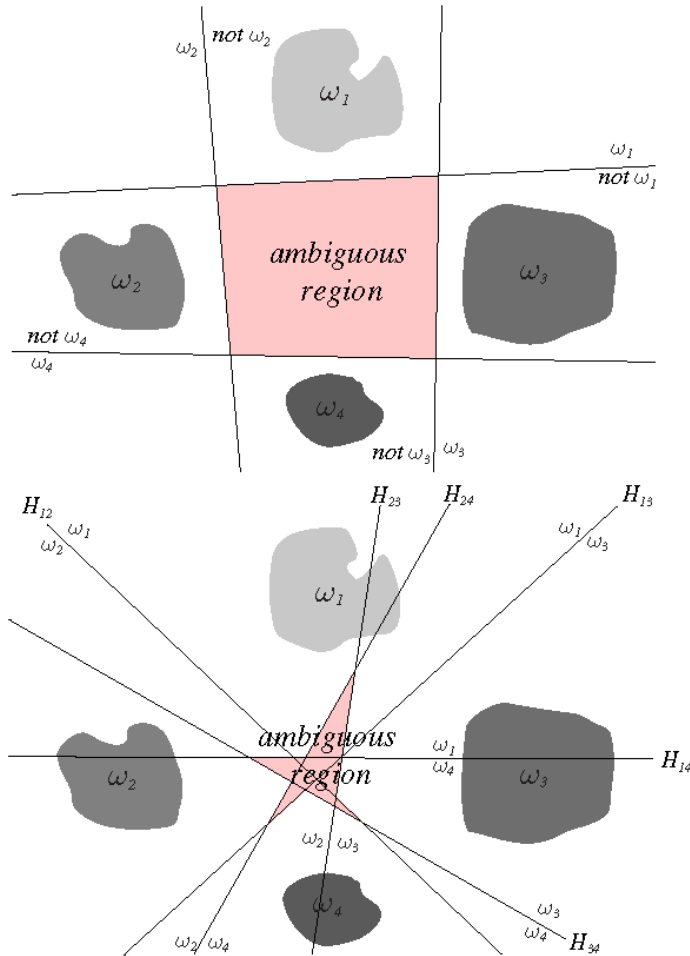 ω₂ not ω₂
ω₁
ω₁
not ω₁
ambiguous
region
ω₂
ω₃
not ω₄
ω₄
ω₄
not ω₃ ω₃
H₁₂ H₂₃ H₂₄ H₁₃
ω₁ ω₁
ω₂ ω₃
ω₁
ambiguous
region
ω₁
ω₄
H₁₄
ω₂
ω₃
ω₂ ω₃
ω₄
ω₃
ω₂ ω₄ ω₄
H₃₄